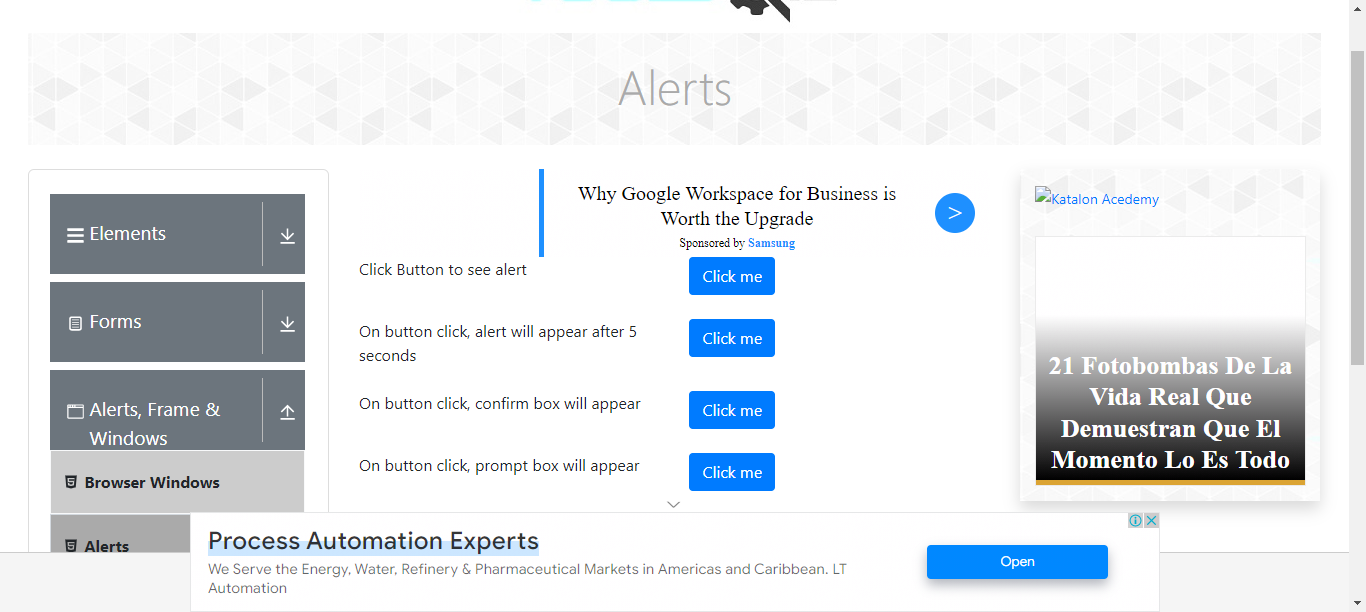 Alerts
Elements
Forms
Alerts, Frame &
Windows
Browser Windows
Alerts
Why Google Workspace for Business is
Worth the Upgrade
Sponsored by Samsung
>
Click Button to see alert
Click me
On button click, alert will appear after 5
seconds
Click me
On button click, confirm box will appear
Click me
On button click, prompt box will appear
Click me
Katalon Acedemy
21 Fotobombas De La
Vida Real Que
Demuestran Que El
Momento Lo Es Todo
Process Automation Experts
We Serve the Energy, Water, Refinery & Pharmaceutical Markets in Americas and Caribbean. LT
Automation
Open